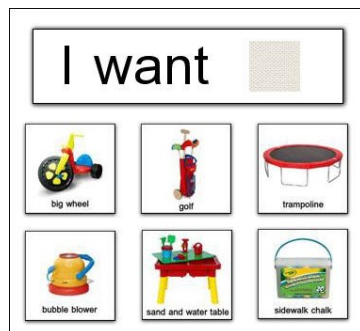 I want
big wheel
golf
trampoline
bubble blower
sand and water table
sidewalk chalk